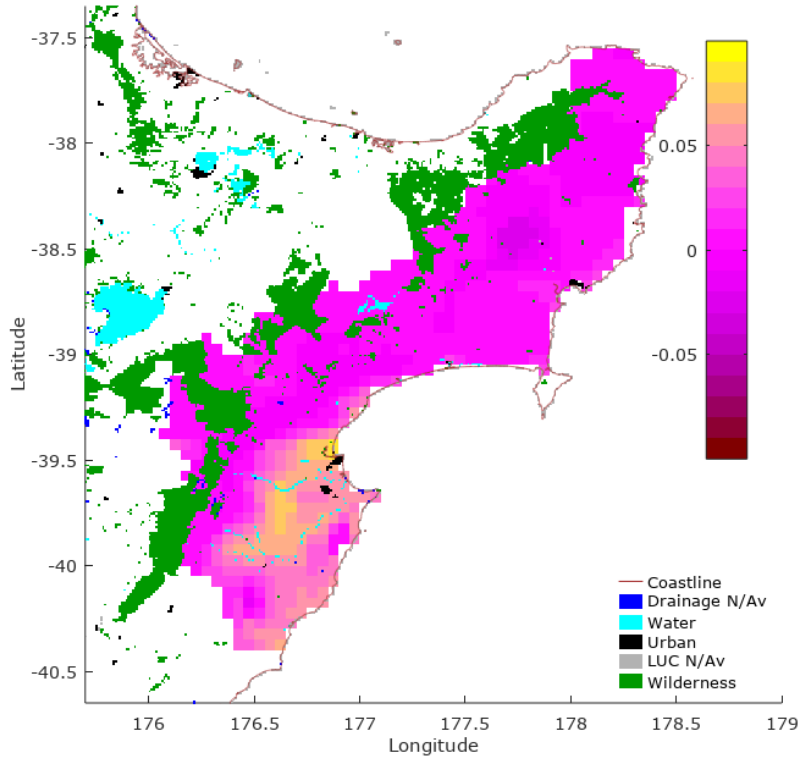 -37.5
-38
-38.5
-39
-39.5
-40
-40.5
Latitude
176
176.5
177
177.5
178
178.5
179
Longitude
0.05
0
-0.05
Coastline
Drainage N/Av
Water
Urban
LUC N/Av
Wilderness